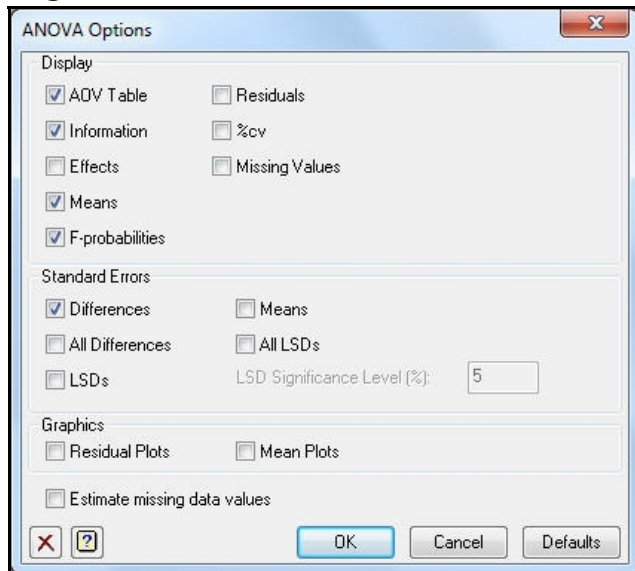 ANOVA Options
Display
AOV Table
Residuals
Information
%cv
Effects
Missing Values
Means
F-probabilities
Standard Errors
Differences
Means
All Differences
All LSDs
LSDs
LSD Significance Level (%):
5
Graphics
Residual Plots
Mean Plots
Estimate missing data values
?
OK
Cancel
Defaults